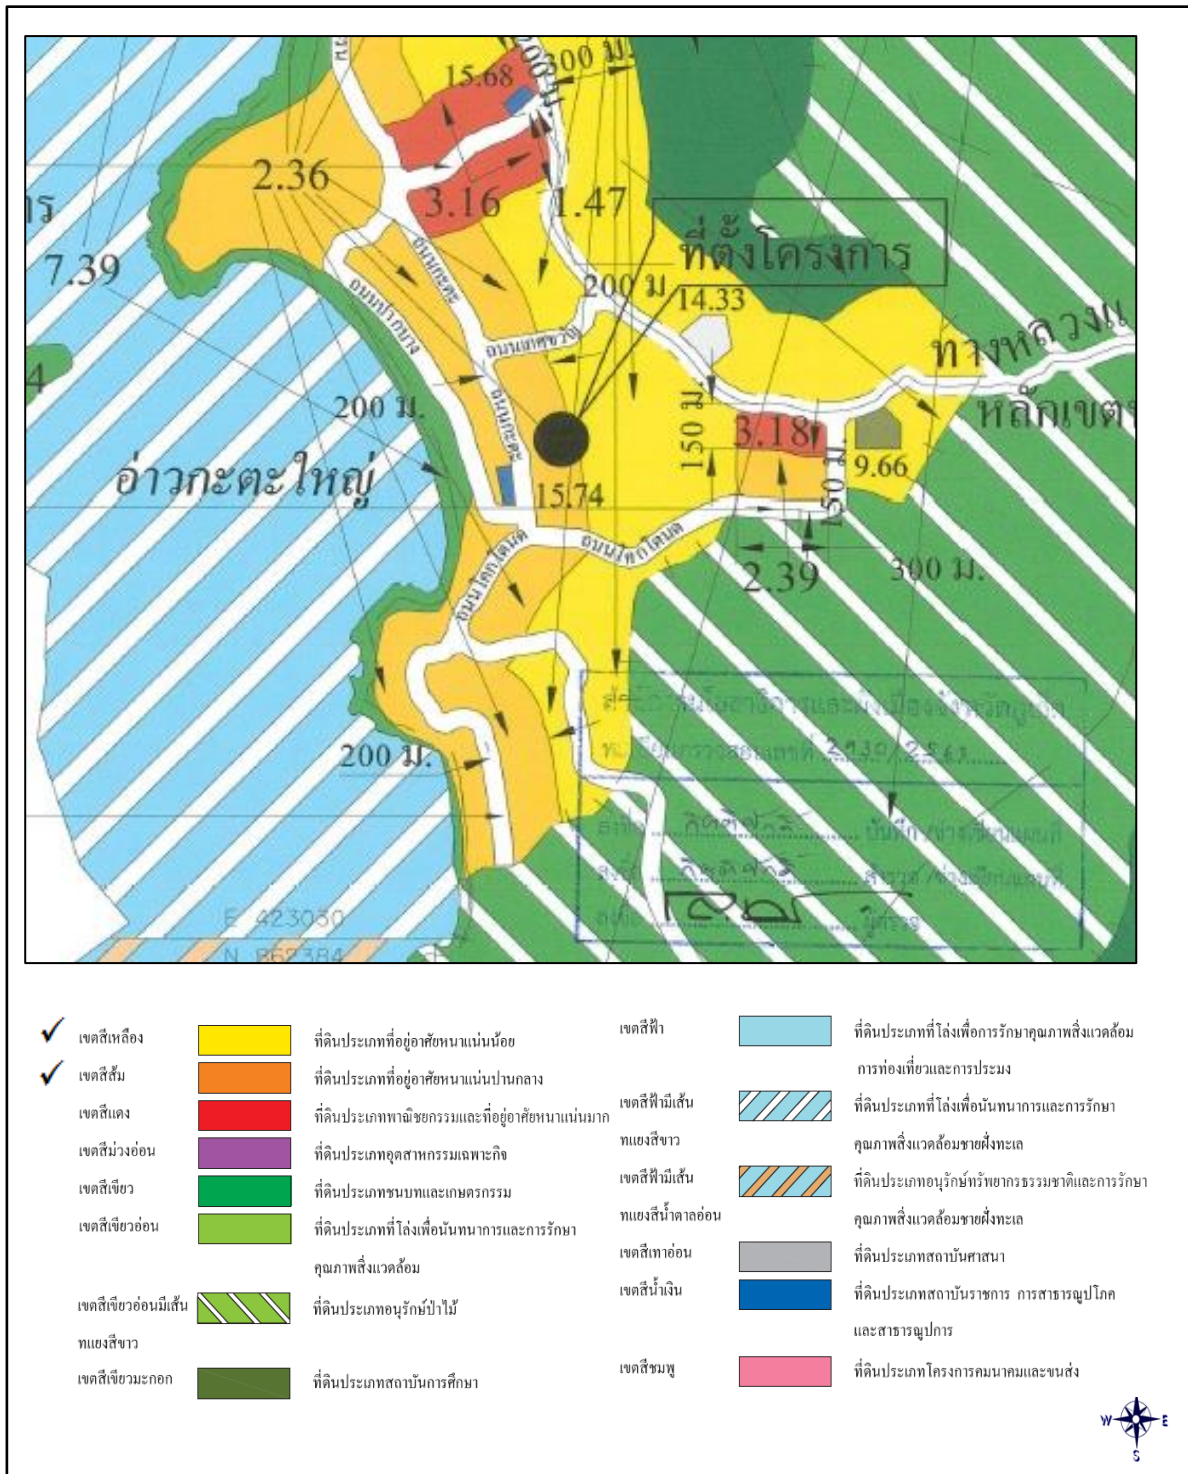 300 ม.
200 ม.
15.68
2.36
3.16
1.47
7.39
ที่ตั้งโครงการ
200 ม.
14.33
ถนนกะตะ
ถนนปากบาง
ทางหลวงแ
หลักเขต
200 ม.
ถนนกะตะ
150 ม.
3.18
9.66
150 ม.
อ่าวกะตะใหญ่
15.74
ถนนโคกโตนด
ถนนโคกโตนด
2.39
300 ม.
200 ม.
E 423030
N 862384
เขตสีเหลือง ที่ดินประเภทที่อยู่อาศัยหนาแน่นน้อย
เขตสีส้ม ที่ดินประเภทที่อยู่อาศัยหนาแน่นปานกลาง
เขตสีแดง ที่ดินประเภทพาณิชยกรรมและที่อยู่อาศัยหนาแน่นมาก
เขตสีม่วงอ่อน ที่ดินประเภทอุตสาหกรรมเฉพาะกิจ
เขตสีเขียว ที่ดินประเภทชนบทและเกษตรกรรม
เขตสีเขียวอ่อน ที่ดินประเภทที่โล่งเพื่อนันทนาการและการรักษา
คุณภาพสิ่งแวดล้อม
เขตสีเขียวอ่อนมีเส้น ที่ดินประเภทอนุรักษ์ป่าไม้
ทแยงสีขาว
เขตสีเขียวมะกอก ที่ดินประเภทสถาบันการศึกษา
เขตสีฟ้า ที่ดินประเภทที่โล่งเพื่อการรักษาคุณภาพสิ่งแวดล้อม
การท่องเที่ยวและการประมง
เขตสีฟ้ามีเส้น ที่ดินประเภทที่โล่งเพื่อนันทนาการและการรักษา
ทแยงสีขาว คุณภาพสิ่งแวดล้อมชายฝั่งทะเล
เขตสีฟ้ามีเส้น ที่ดินประเภทอนุรักษ์ทรัพยากรธรรมชาติและการรักษา
ทแยงสีน้ำตาลอ่อน คุณภาพสิ่งแวดล้อมชายฝั่งทะเล
เขตสีเทาอ่อน ที่ดินประเภทสถาบันศาสนา
เขตสีน้ำเงิน ที่ดินประเภทสถาบันราชการ การสาธารณูปโภค
และสาธารณูปการ
เขตสีชมพู ที่ดินประเภทโครงการคมนาคมและขนส่ง
W E
S